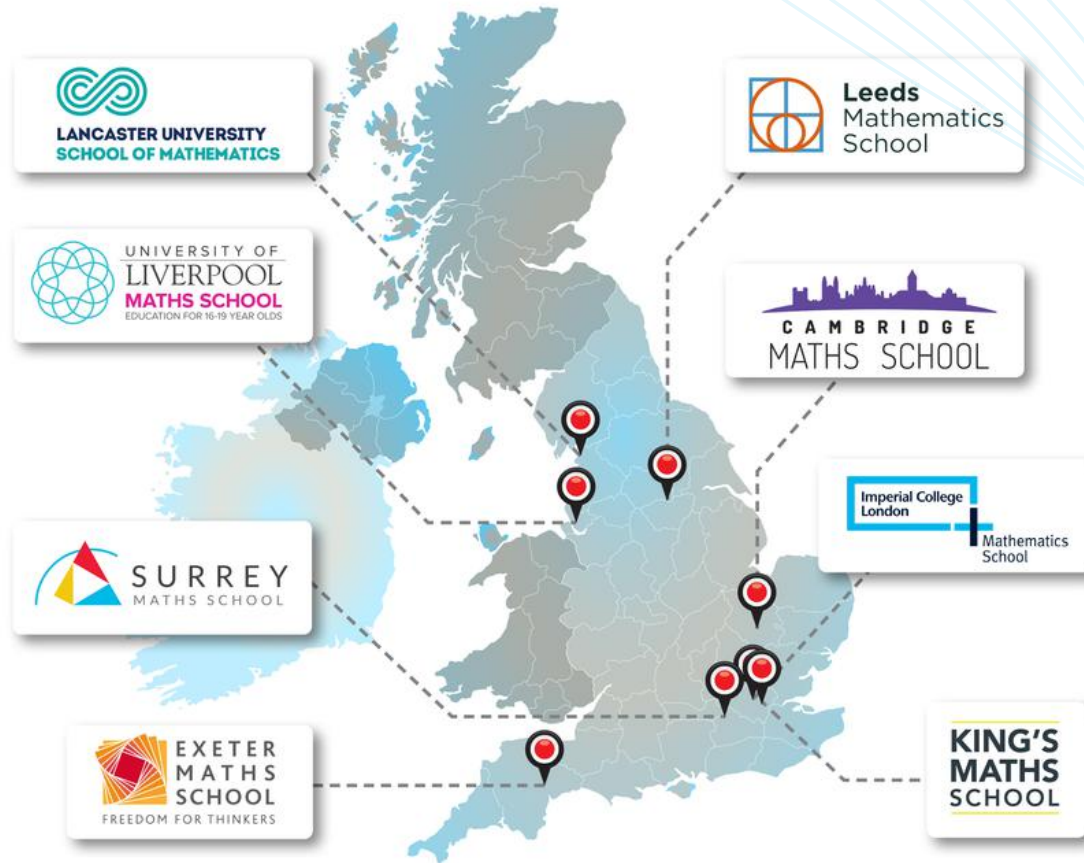 LANCASTER UNIVERSITY
SCHOOL OF MATHEMATICS
Leeds
Mathematics
School
UNIVERSITY OF
LIVERPOOL
MATHS SCHOOL
EDUCATION FOR 16-19 YEAR OLDS
CAMBRIDGE
MATHS SCHOOL
Imperial College
London
Mathematics
School
SURREY
MATHS SCHOOL
EXETER
MATHS
SCHOOL
FREEDOM FOR THINKERS
KING'S
MATHS
SCHOOL